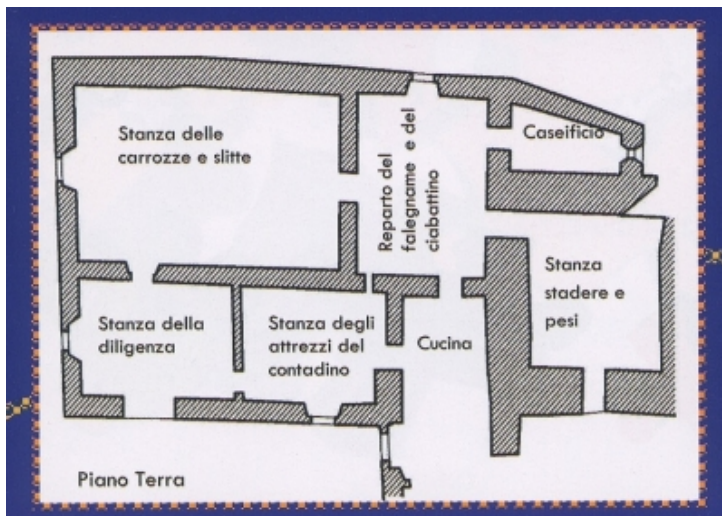 Stanza delle
carrozze e slitte
Reparto del
falegname e del
ciabattino
Caseificio
Stanza della
diligenza
Stanza degli
attrezzi del
contadino
Cucina
Stanza
stadere e
pesi
Piano Terra